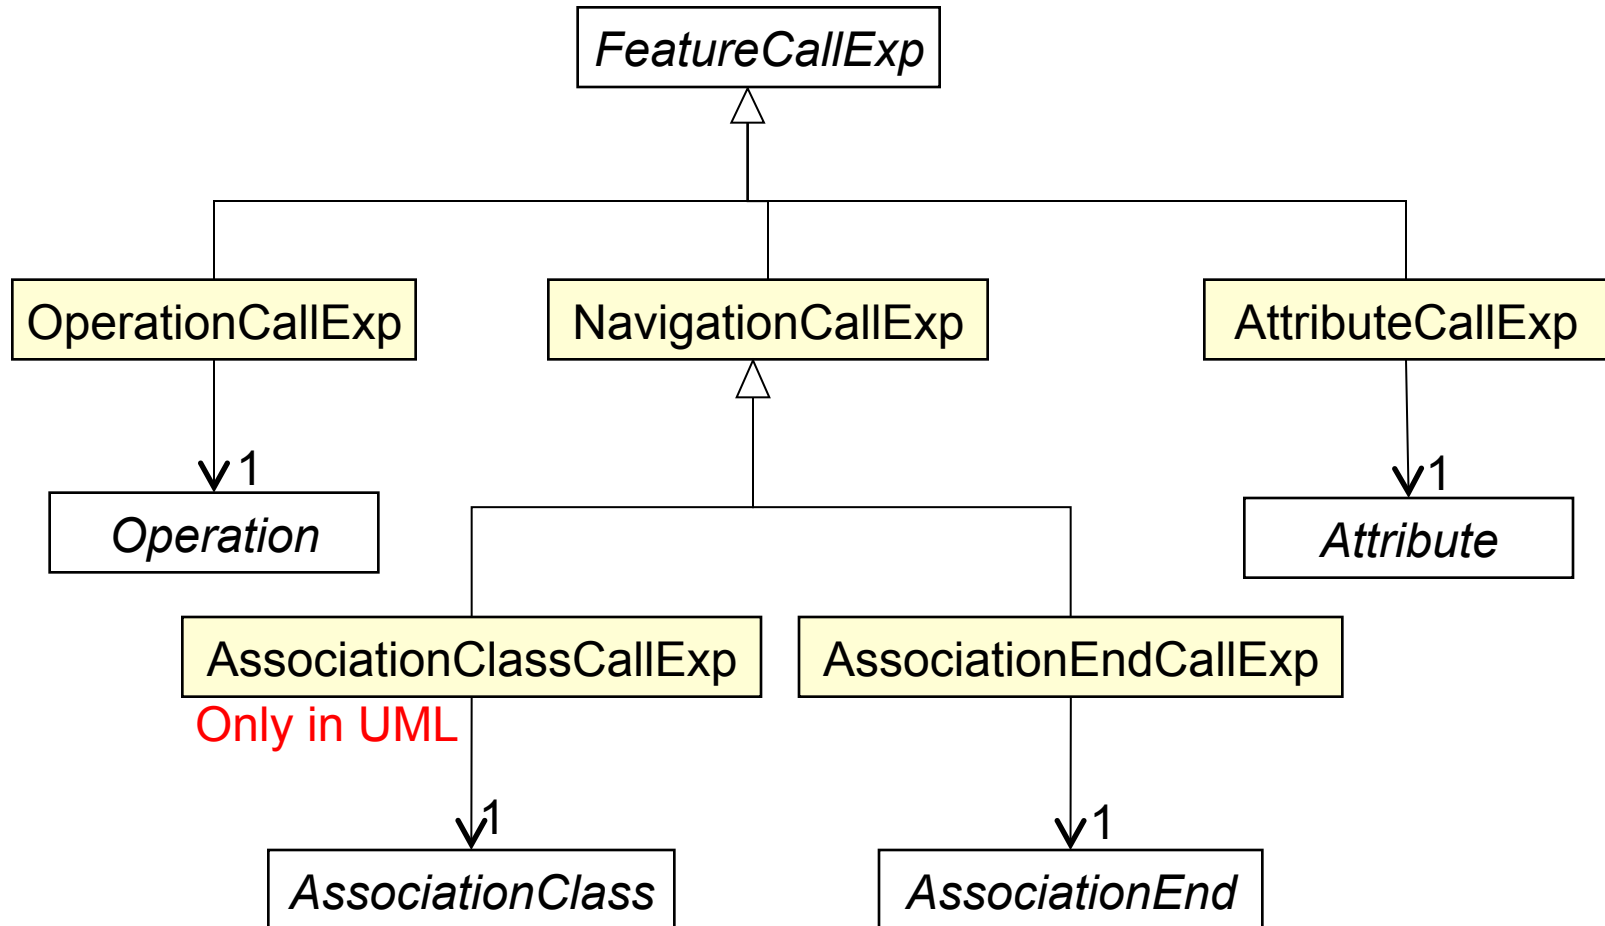 FeatureCallExp
OperationCallExp
NavigationCallExp
AttributeCallExp
1
1
Operation
Attribute
AssociationClassCallExp
AssociationEndCallExp
Only in UML
1
1
AssociationClass
AssociationEnd